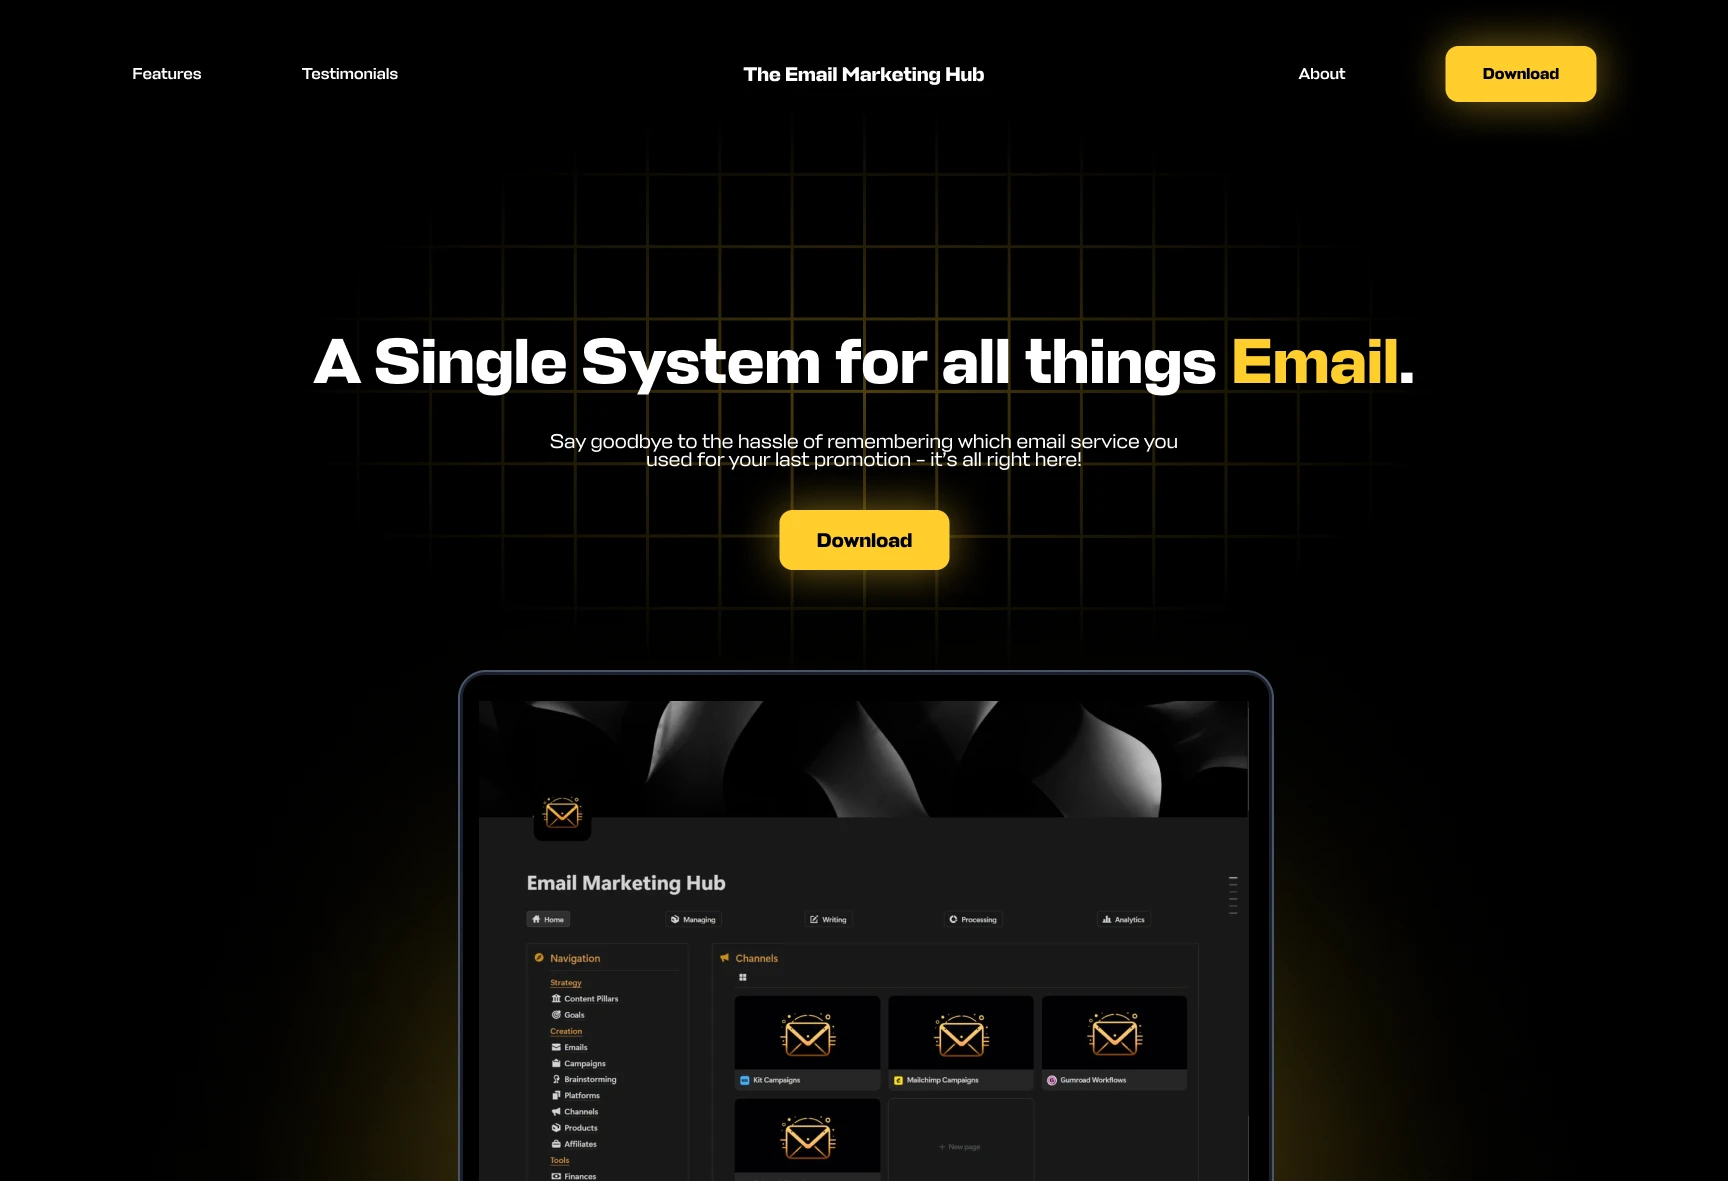 Features
Testimonials
The Email Marketing Hub
About
Download
A Single System for all things Email.
Say goodbye to the hassle of remembering which email service you
used for your last promotion - it's all right here!
Download
Email Marketing Hub
Home
Managing
Writing
Processing
Analytics
Navigation
Strategy
Content Pillars
Goals
Creation
Emails
Campaigns
Brainstorming
Platforms
Channels
Products
Affiliates
Tools
Finances
Channels
Kit Campaigns
Mailchimp Campaigns
Gumroad Workflows
+ New page